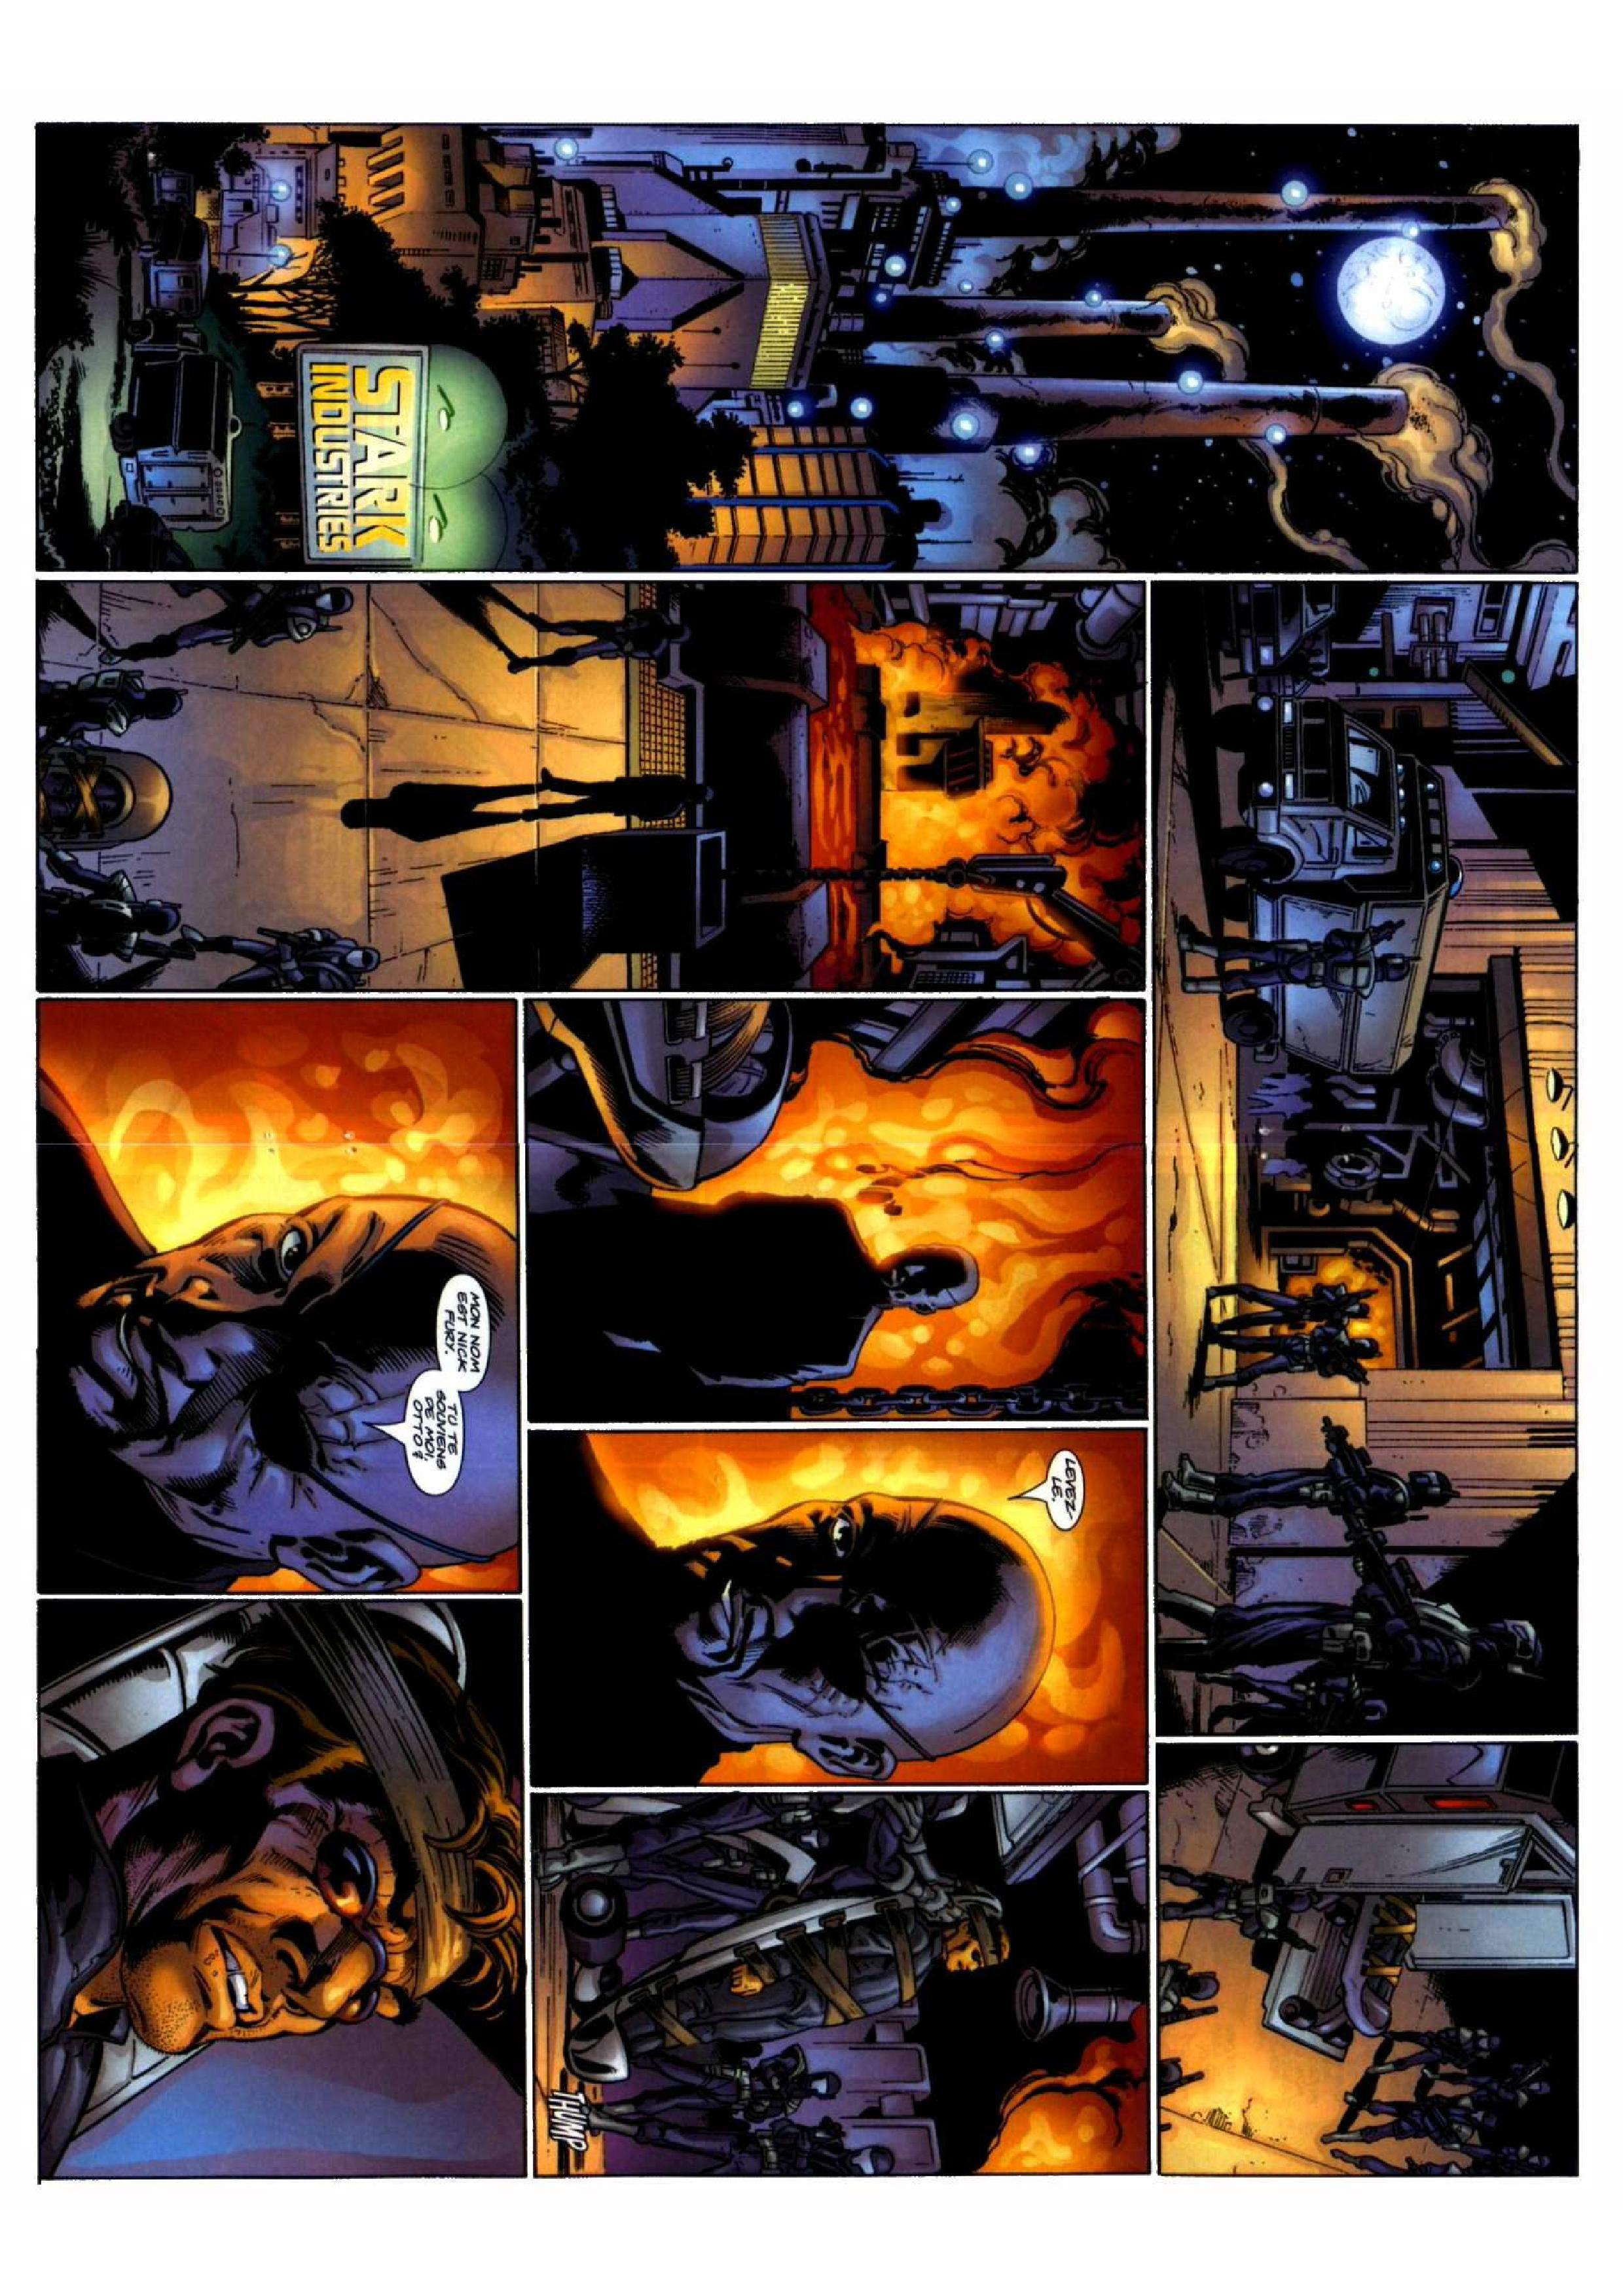 STARK
INDUSTRIES
LEVEZ-
LE.
THUMP
MON NOM
EST NICK
FURY.
TU TE
SOUVIENS
DE MOI,
OTTO ?